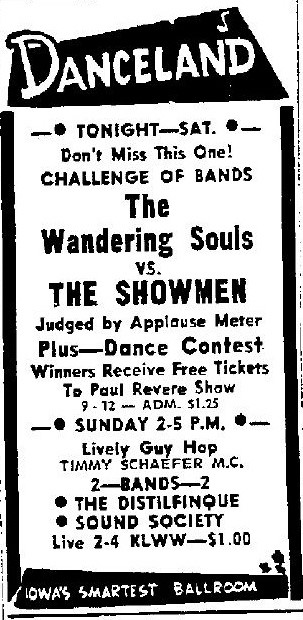 DANCELAND
—• TONIGHT—SAT. •—
Don't Miss This One!
CHALLENGE OF BANDS
The
Wandering Souls
VS.
THE SHOWMEN
Judged by Applause Meter
Plus—Dance Contest
Winners Receive Free Tickets
To Paul Revere Show
9-12 — ADM. $1.25
—• SUNDAY 2-5 P.M. •—
Lively Guy Hop
TIMMY SCHAEFER M.C.
2—BANDS—2
• THE DISTILFINQUE
• SOUND SOCIETY
Live 2-4 KLWW—$1.00
IOWA'S SMARTEST BALLROOM